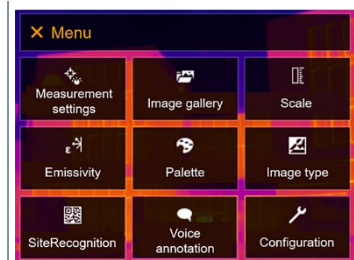 Menu
Measurement
settings
Image gallery
Scale
Emissivity
Palette
Image type
SiteRecognition
Voice
annotation
Configuration